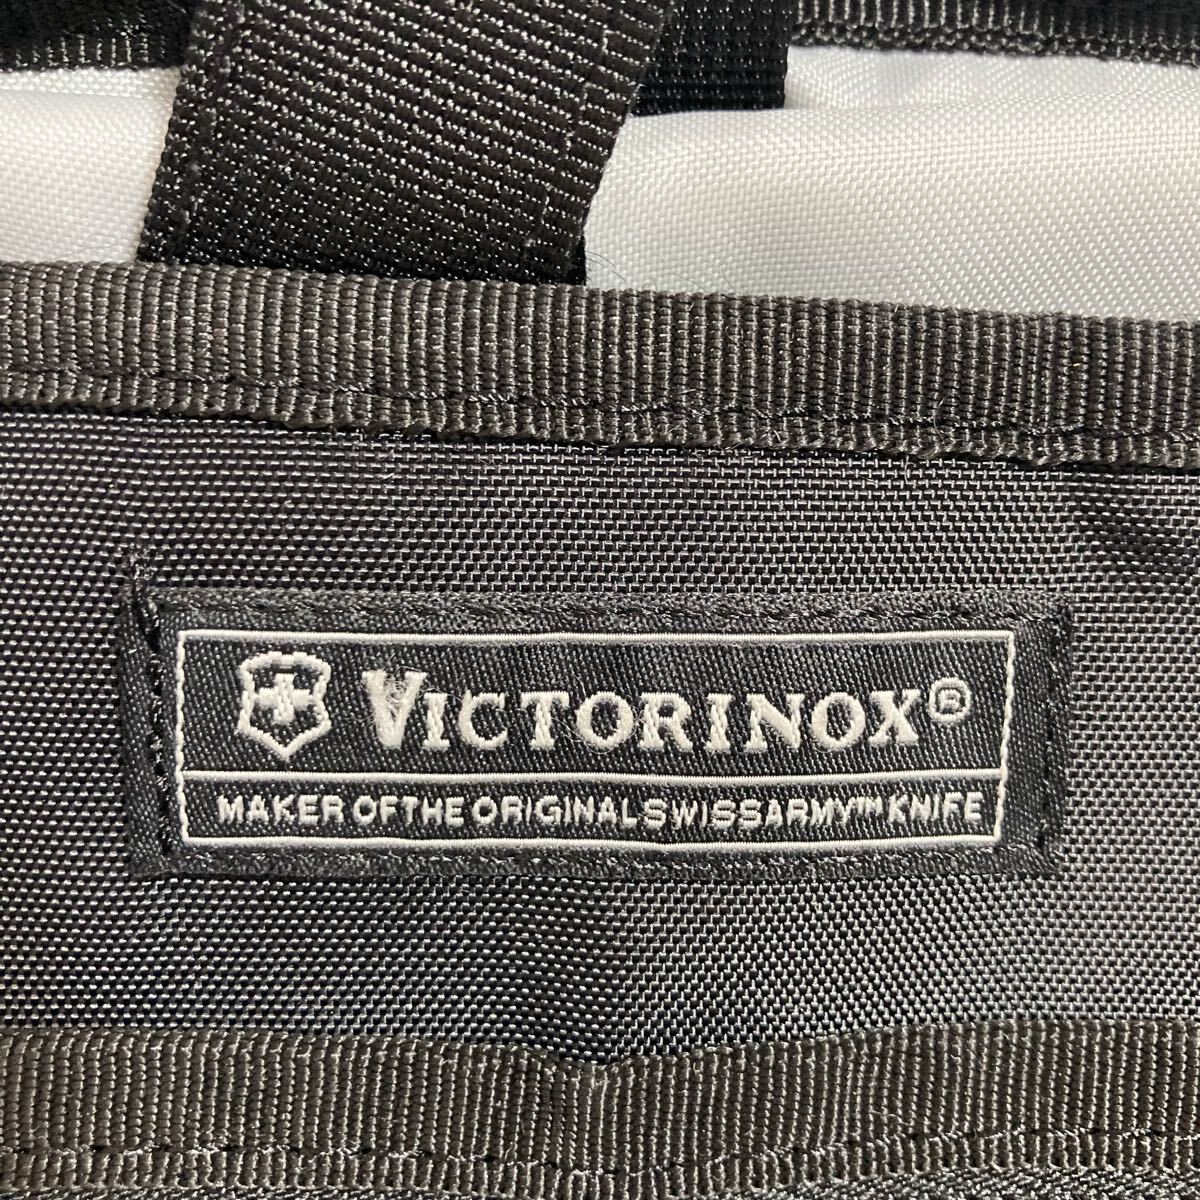 VICTORINOX®
MAKER OF THE ORIGINAL SWISS ARMY™ KNIFE